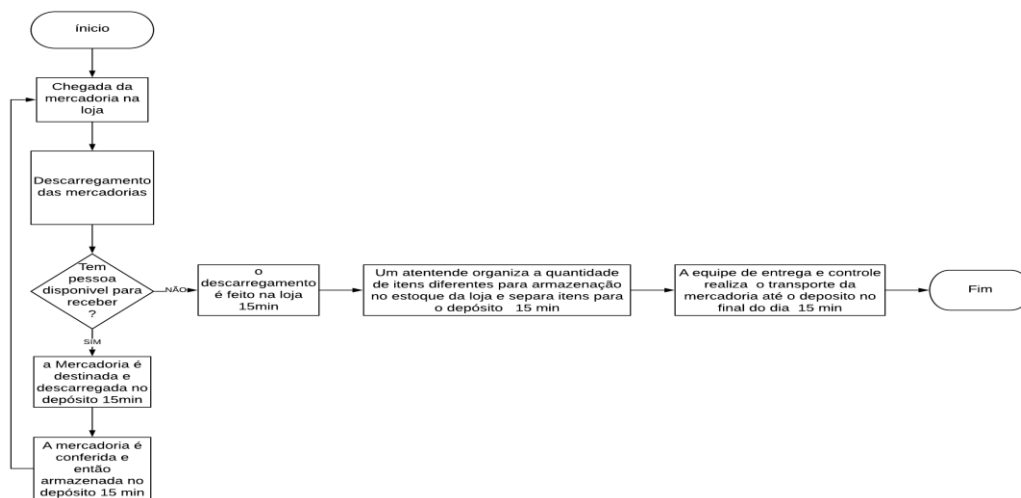 ínicio
Chegada da
mercadoria na
loja
Descarregamento
das mercadorias
Tem
pessoa
disponivel para
receber
?
NÃO
o
descarregamento
é feito na loja
15min
Um atentende organiza a quantidade
de itens diferentes para armazenação
no estoque da loja e separa itens para
o depósito 15 min
A equipe de entrega e controle
realiza o transporte da
mercadoria até o deposito no
final do dia 15 min
Fim
SIM
a Mercadoria é
destinada e
descarregada no
depósito 15min
A mercadoria é
conferida e
então
armazenada no
depósito 15 min